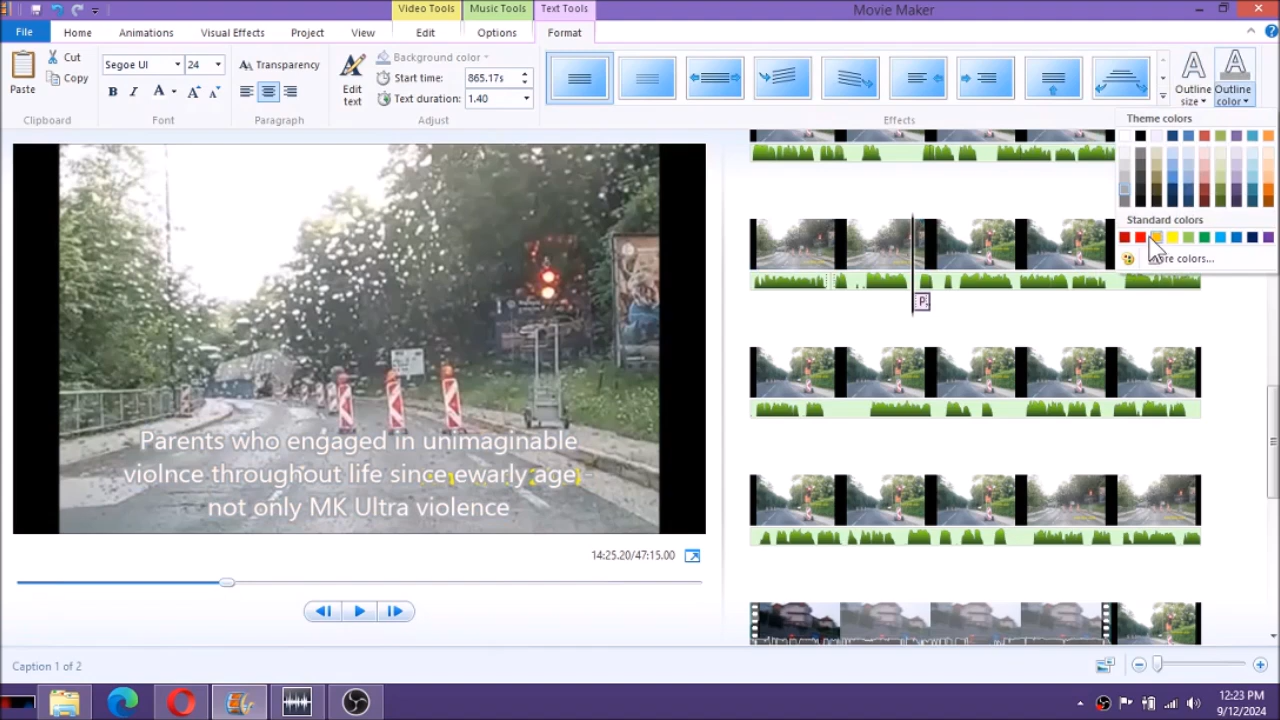 Video Tools
Music Tools
Text Tools
Movie Maker
File
Home
Animations
Visual Effects
Project
View
Edit
Options
Format
Paste
Cut
Copy
Clipboard
Segoe UI
24
B I A A A
Font
Transparency
Paragraph
Edit
text
Background color
Start time: 865.17s
Text duration: 1.40
Adjust
Effects
Outline
size
Outline
color
Theme colors
Standard colors
ore colors...
Parents who engaged in unimaginable
violnce throughout life since ewarly age -
not only MK Ultra violence
14:25.20/47:15.00
Caption 1 of 2
12:23 PM
9/12/2024